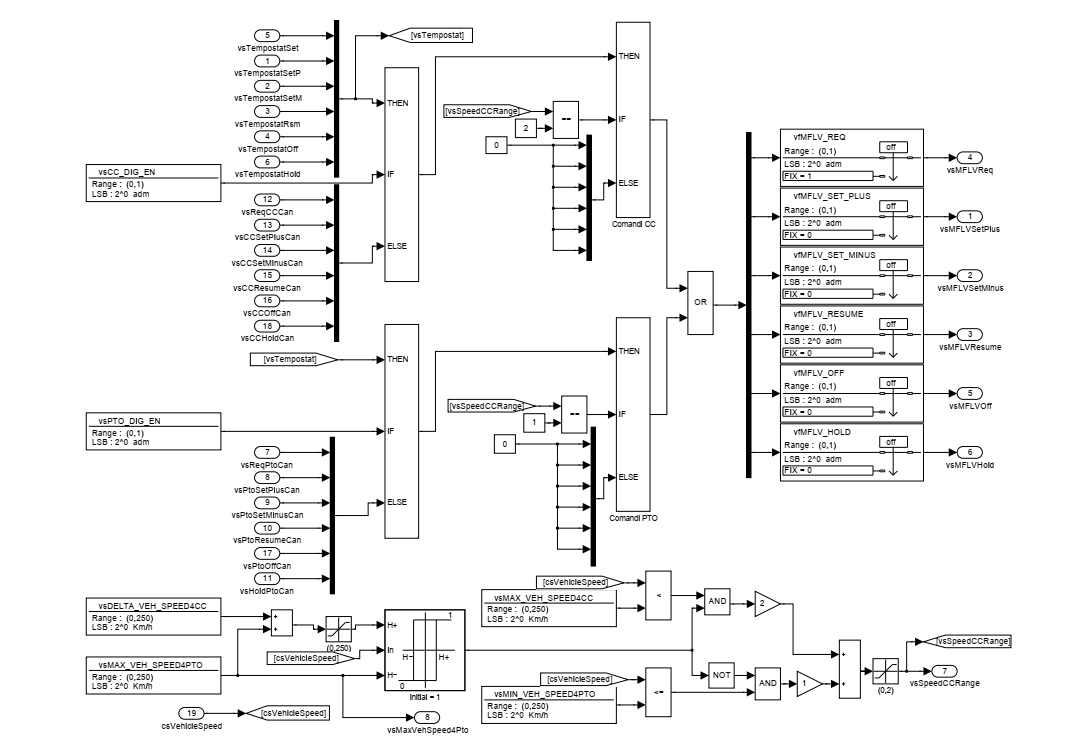 5
vsTempostatSet
1
vsTempostatSetP
2
vsTempostatSetM
3
vsTempostatRsm
4
vsTempostatOff
6
vsTempostatHold
[vsTempostat]
vsCC_DIG_EN
Range : (0,1)
LSB : 2^0 adm
12
vsReqCCCan
13
vsCCSetPlusCan
14
vsCCSetMinusCan
15
vsCCResumeCan
16
vsCCOffCan
18
vsCCHoldCan
THEN
IF
ELSE
[vsSpeedCCRange]
2
==
0
THEN
IF
ELSE
Comandi CC
[vsTempostat]
vsPTO_DIG_EN
Range : (0,1)
LSB : 2^0 adm
7
vsReqPtoCan
8
vsPtoSetPlusCan
9
vsPtoSetMinusCan
10
vsPtoResumeCan
17
vsPtoOffCan
11
vsHoldPtoCan
THEN
IF
ELSE
[vsSpeedCCRange]
1
==
0
THEN
IF
ELSE
Comandi PTO
OR
vfMFLV_REQ
Range : (0,1)
LSB : 2^0 adm
FIX = 1
off
4
vsMFLVReq
vfMFLV_SET_PLUS
Range : (0,1)
LSB : 2^0 adm
FIX = 0
off
1
vsMFLVSetPlus
vfMFLV_SET_MINUS
Range : (0,1)
LSB : 2^0 adm
FIX = 0
off
2
vsMFLVSetMinus
vfMFLV_RESUME
Range : (0,1)
LSB : 2^0 adm
FIX = 0
off
3
vsMFLVResume
vfMFLV_OFF
Range : (0,1)
LSB : 2^0 adm
FIX = 0
off
5
vsMFLVOff
vfMFLV_HOLD
Range : (0,1)
LSB : 2^0 adm
FIX = 0
off
6
vsMFLVHold
vsDELTA_VEH_SPEED4CC
Range : (0,250)
LSB : 2^0 Km/h
vsMAX_VEH_SPEED4PTO
Range : (0,250)
LSB : 2^0 Km/h
+
+
(0,250)
[csVehicleSpeed]
H+
In
H−
1
H− H+
0
Initial = 1
19
csVehicleSpeed
[csVehicleSpeed]
8
vsMaxVehSpeed4Pto
[csVehicleSpeed]
vsMAX_VEH_SPEED4CC
Range : (0,250)
LSB : 2^0 Km/h
<
AND
2
[csVehicleSpeed]
vsMIN_VEH_SPEED4PTO
Range : (0,250)
LSB : 2^0 Km/h
<=
NOT
AND
1
+
+
(0,2)
[vsSpeedCCRange]
7
vsSpeedCCRange